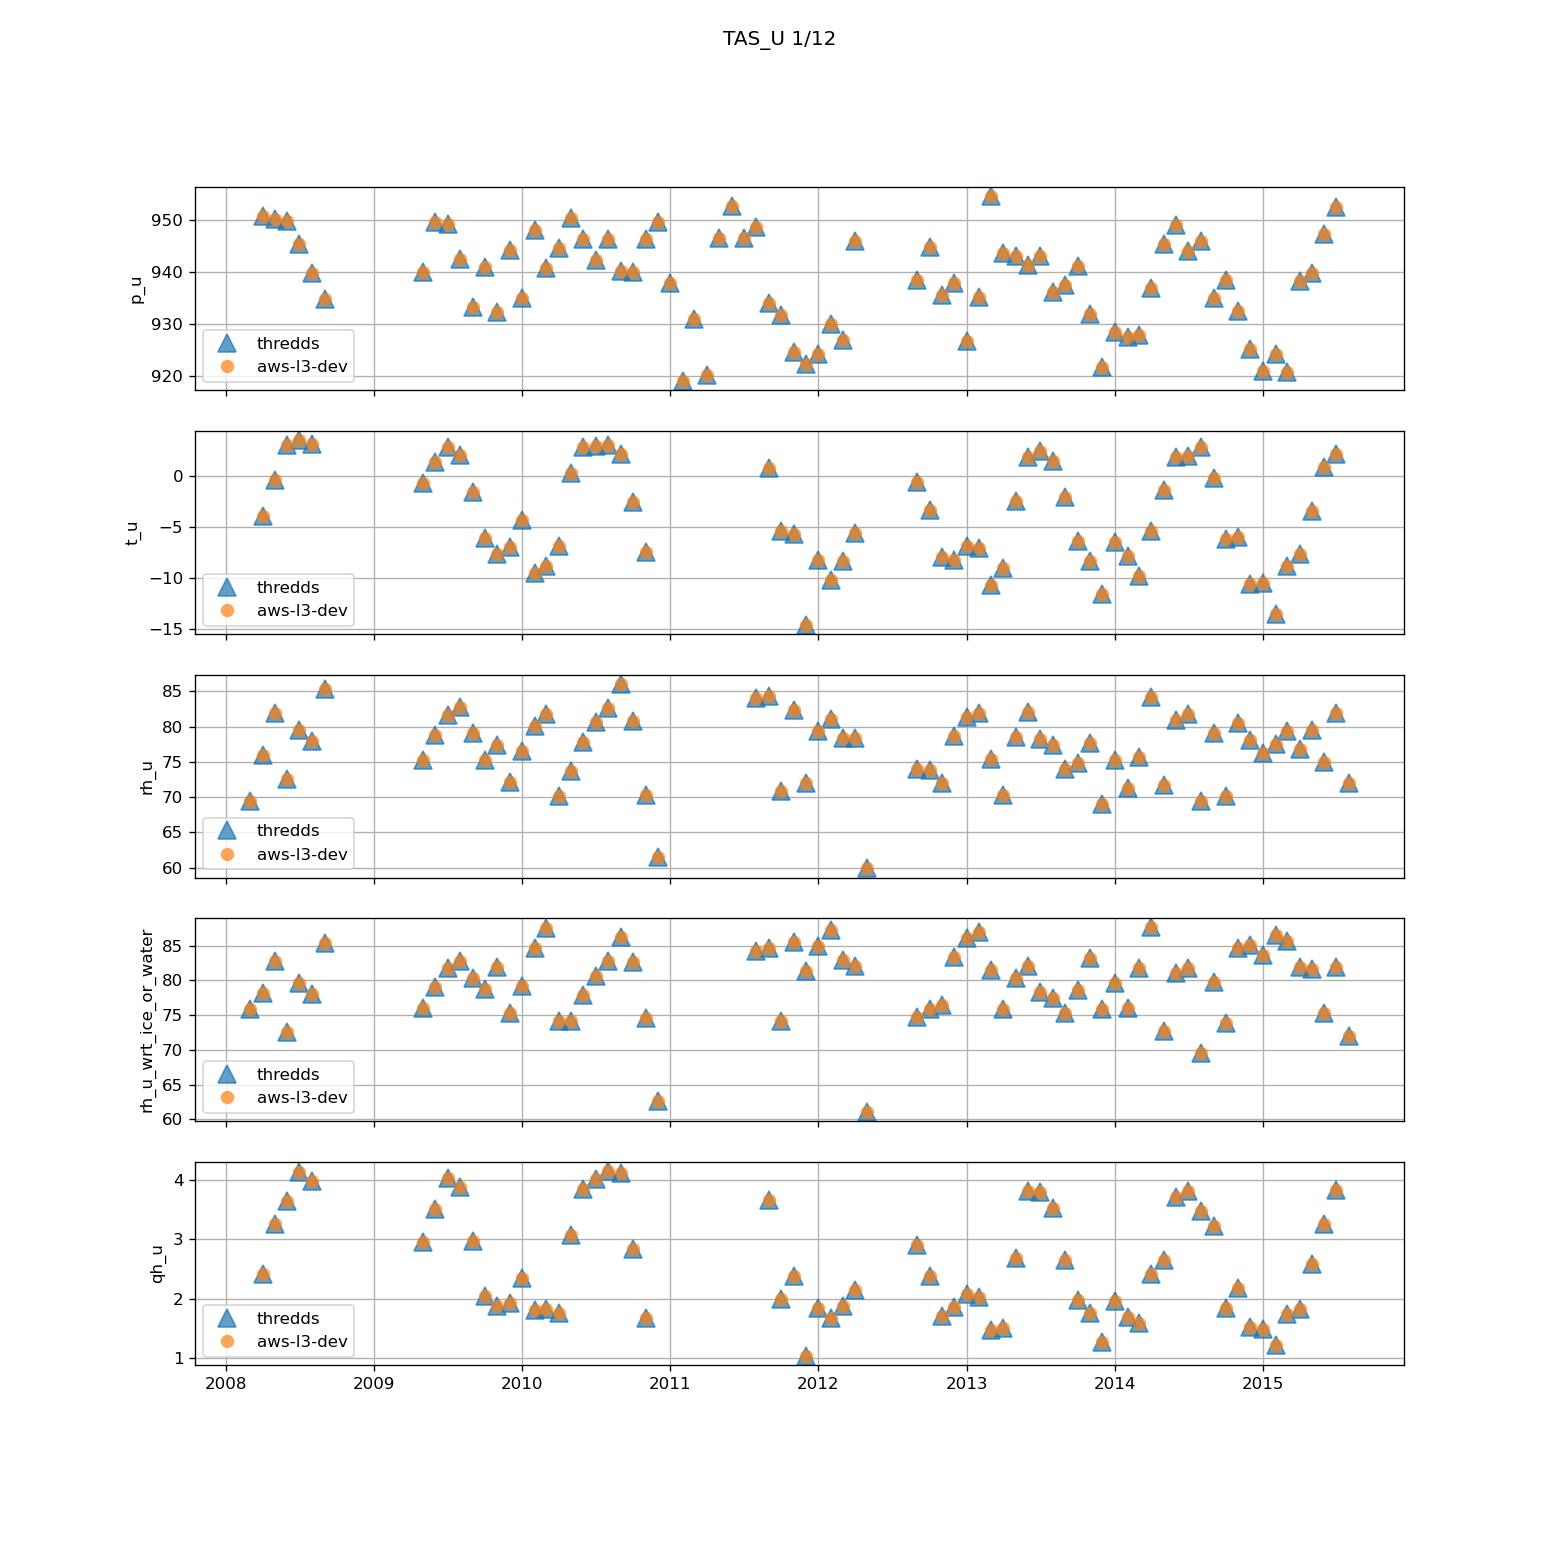 TAS_U 1/12
950
940
930
920
p_u
thredds
aws-l3-dev
0
−5
−10
−15
t_u
thredds
aws-l3-dev
85
80
75
70
65
60
rh_u
thredds
aws-l3-dev
85
80
75
70
65
60
rh_u_wrt_ice_or_water
thredds
aws-l3-dev
4
3
2
1
qh_u
thredds
aws-l3-dev
2008 2009 2010 2011 2012 2013 2014 2015